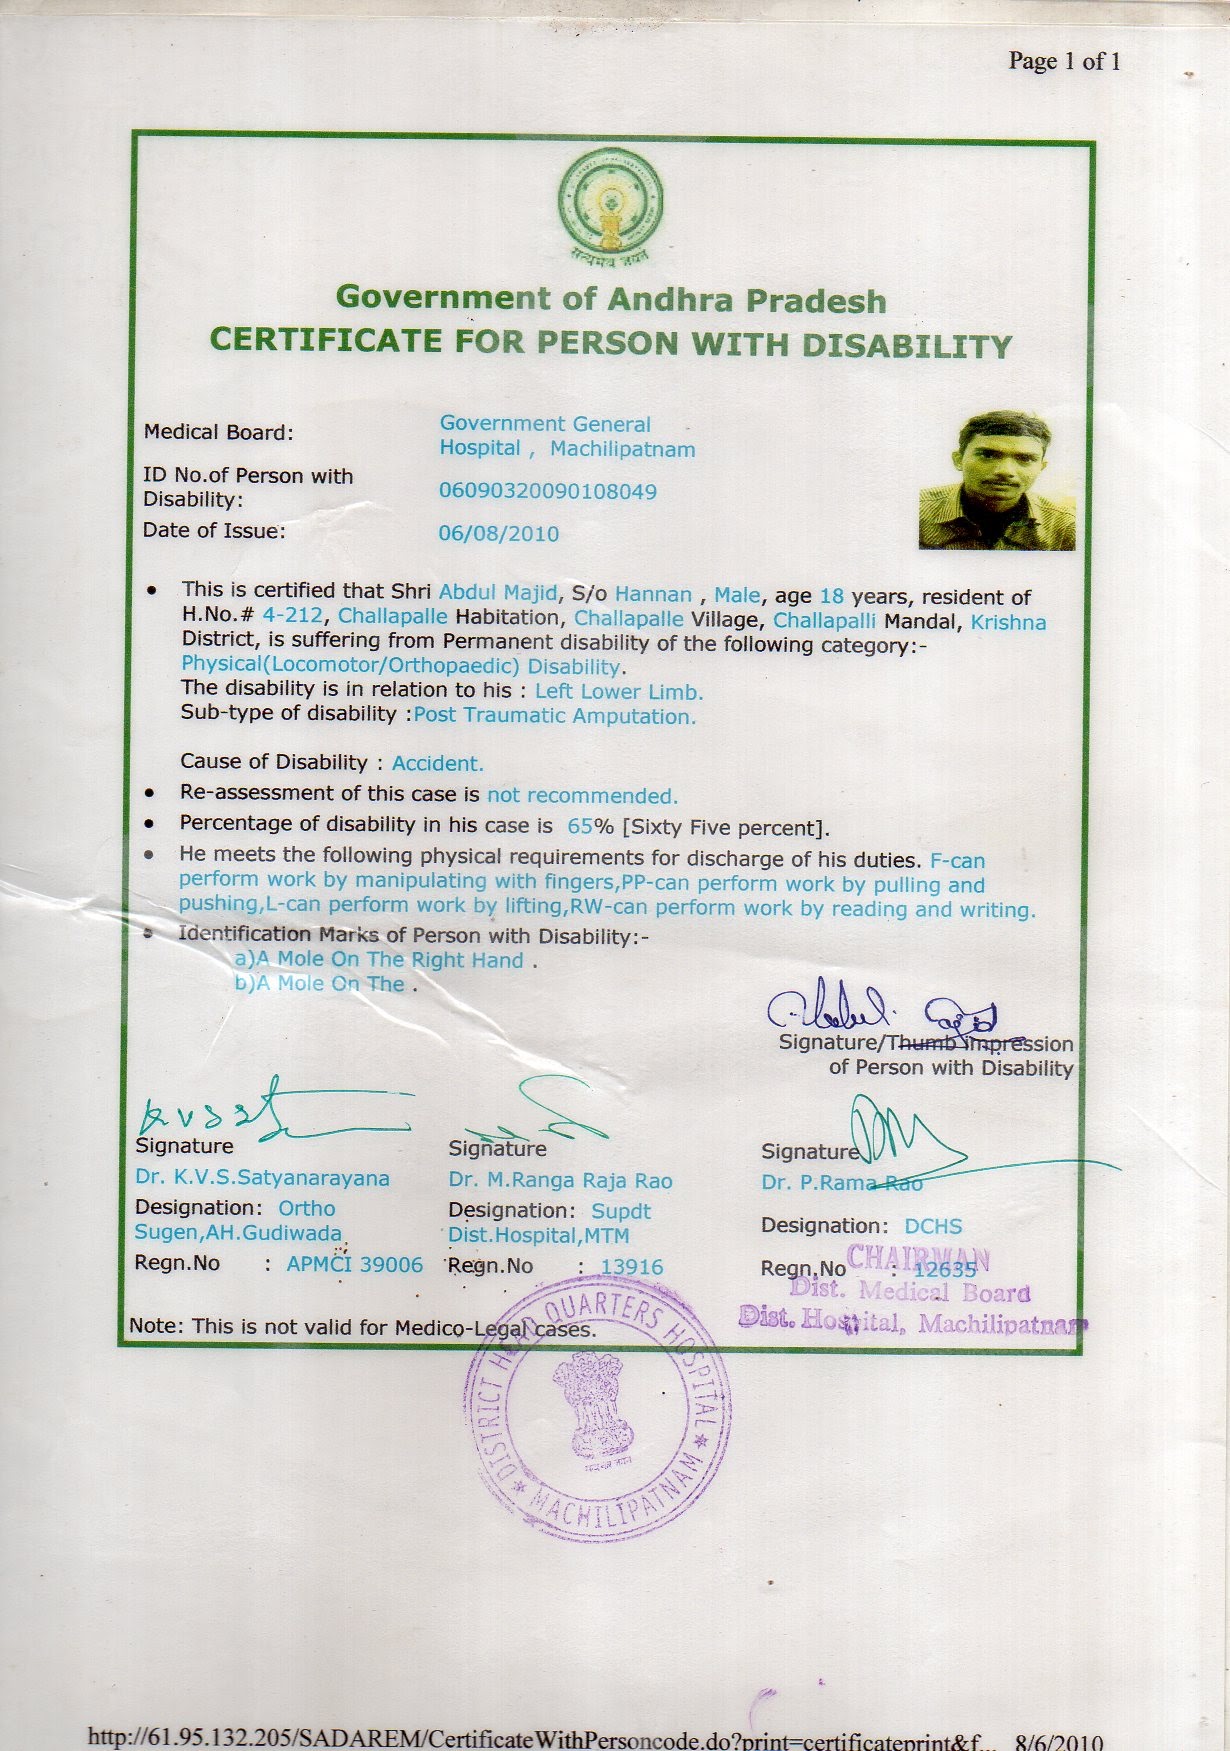 Page 1 of 1
सत्यमेव जयते
Government of Andhra Pradesh
CERTIFICATE FOR PERSON WITH DISABILITY
Medical Board:
Government General
Hospital , Machilipatnam
ID No.of Person with
Disability:
06090320090108049
Date of Issue:
06/08/2010
• This is certified that Shri Abdul Majid, S/o Hannan , Male, age 18 years, resident of
H.No.# 4-212, Challapalle Habitation, Challapalle Village, Challapalli Mandal, Krishna
District, is suffering from Permanent disability of the following category:-
Physical(Locomotor/Orthopaedic) Disability.
The disability is in relation to his : Left Lower Limb.
Sub-type of disability :Post Traumatic Amputation.
Cause of Disability : Accident.
• Re-assessment of this case is not recommended.
• Percentage of disability in his case is 65% [Sixty Five percent].
• He meets the following physical requirements for discharge of his duties. F-can
perform work by manipulating with fingers,PP-can perform work by pulling and
pushing,L-can perform work by lifting,RW-can perform work by reading and writing.
• Identification Marks of Person with Disability:-
a)A Mole On The Right Hand .
b)A Mole On The .
Signature/Thumb impression
of Person with Disability
Signature
Dr. K.V.S.Satyanarayana
Designation: Ortho
Sugen,AH.Gudiwada
Regn.No : APMCI 39006
Signature
Dr. M.Ranga Raja Rao
Designation: Supdt
Dist.Hospital,MTM
Regn.No : 13916
Signature
Dr. P.Rama Rao
Designation: DCHS
Regn.No : 12635
CHAIRMAN
Dist. Medical Board
Dist. Hospital, Machilipatnam
Note: This is not valid for Medico-Legal cases.
DISTRICT HEAD QUARTERS HOSPITAL
★ MACHILIPATNAM ★
http://61.95.132.205/SADAREM/CertificateWithPersoncode.do?print=certificateprint&f... 8/6/2010